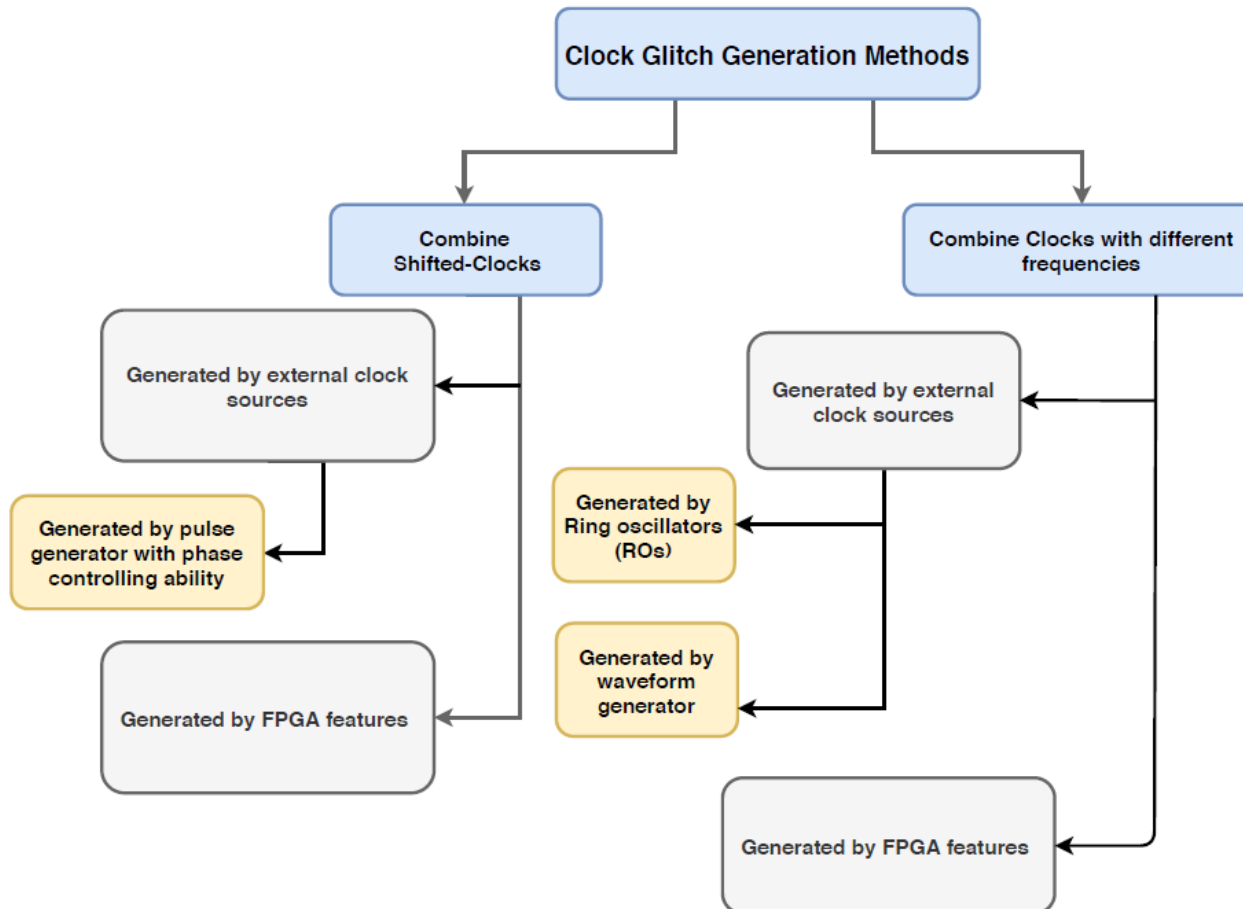 Clock Glitch Generation Methods
Combine
Shifted-Clocks
Combine Clocks with different
frequencies
Generated by external clock
sources
Generated by external
clock sources
Generated by pulse
generator with phase
controlling ability
Generated by
Ring oscillators
(ROs)
Generated by
waveform
generator
Generated by FPGA features
Generated by FPGA features